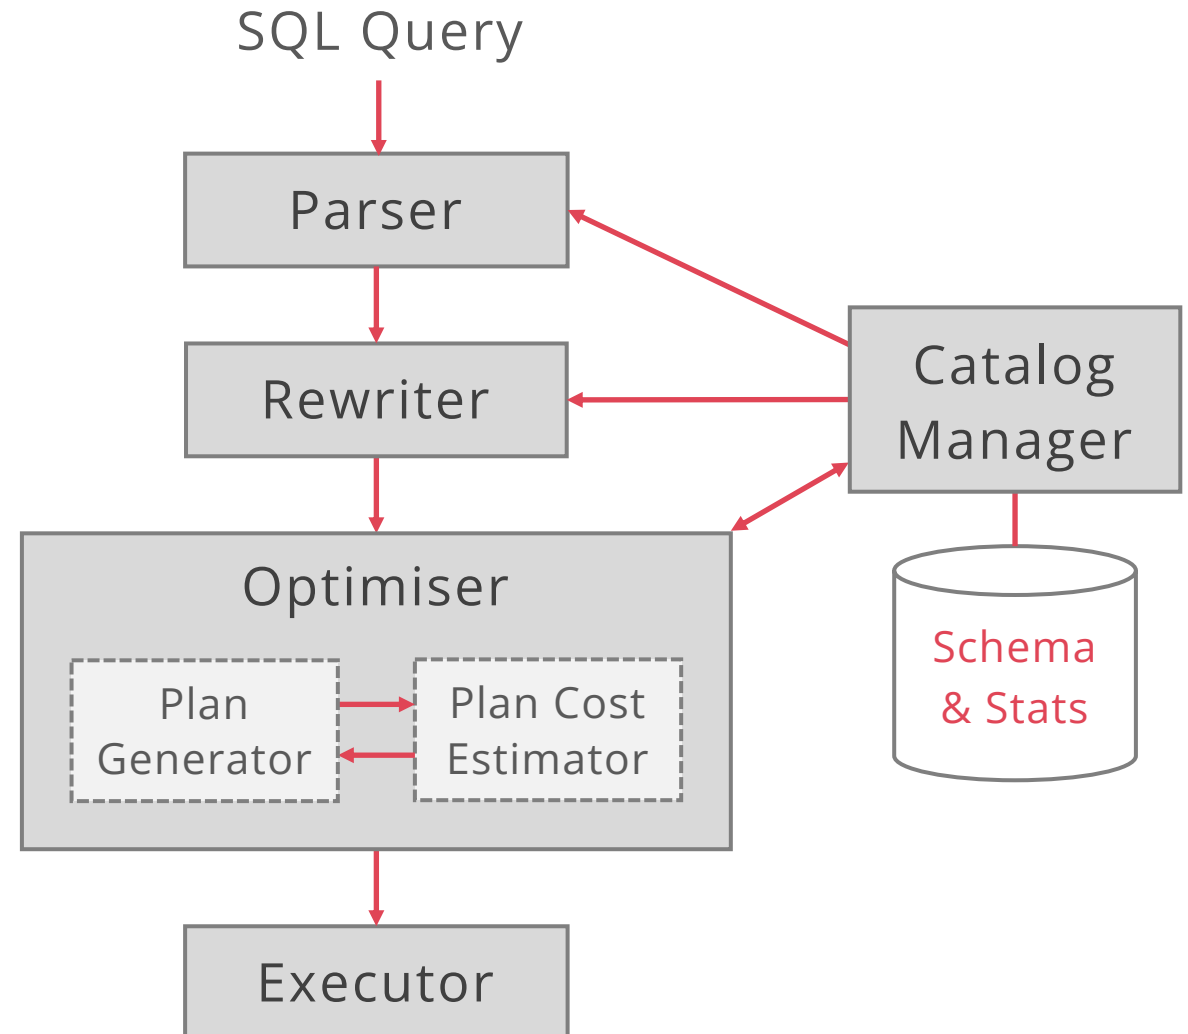 SQL Query
Parser
Rewriter
Catalog
Manager
Optimiser
Plan
Generator
Plan Cost
Estimator
Schema
& Stats
Executor